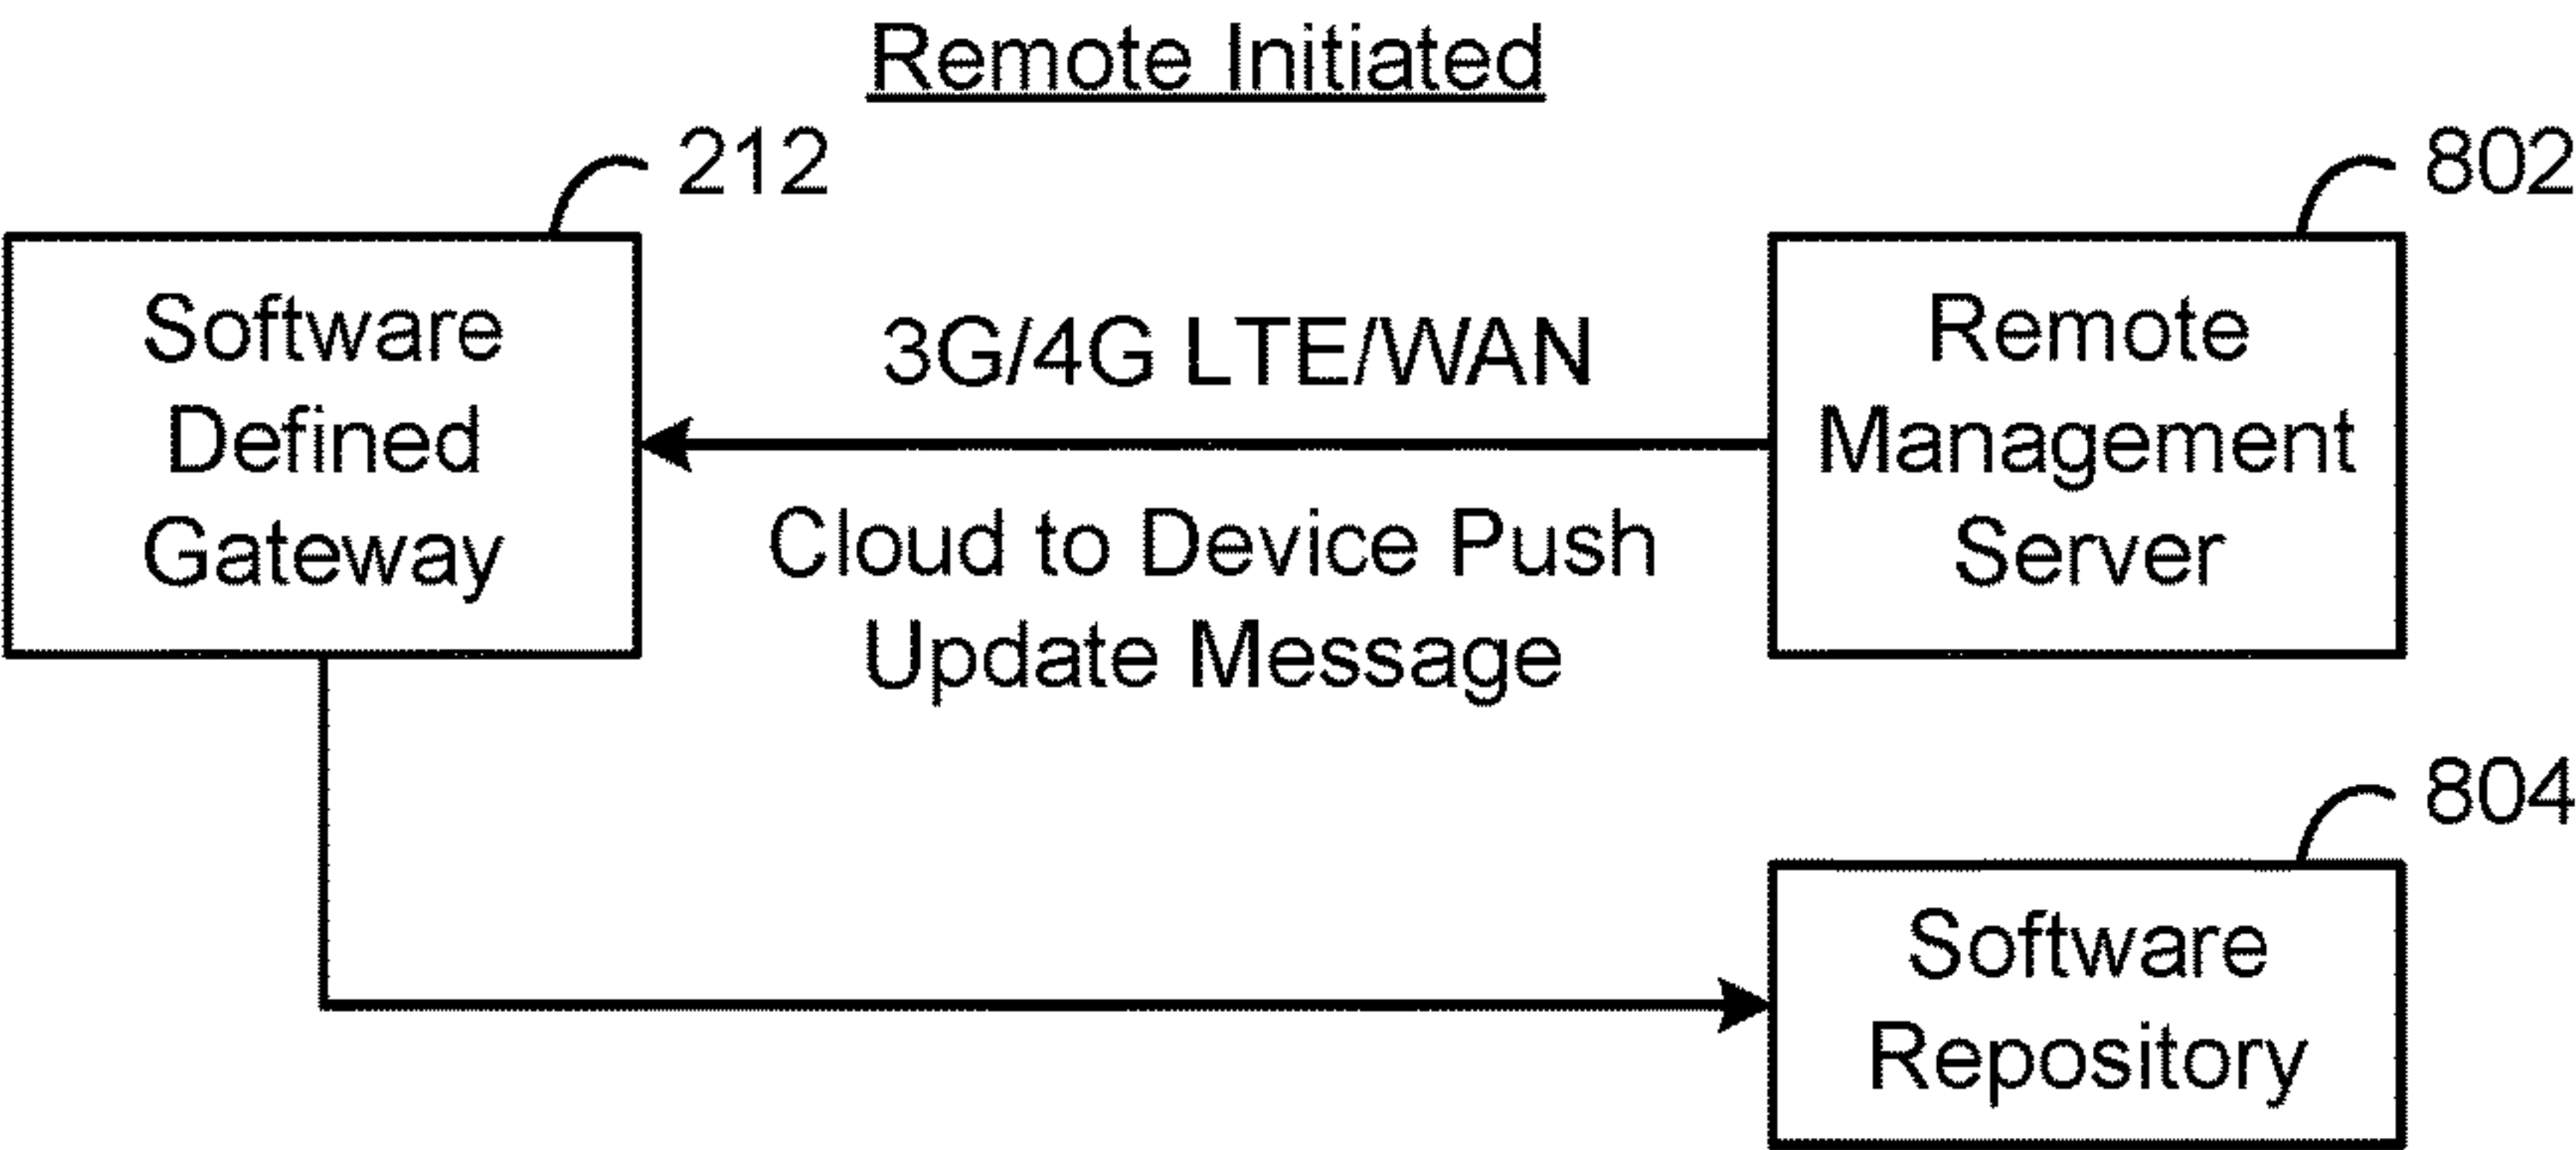 Remote Initiated
212
802
Software
Defined
Gateway
3G/4G LTE/WAN
Cloud to Device Push
Update Message
Remote
Management
Server
804
Software
Repository